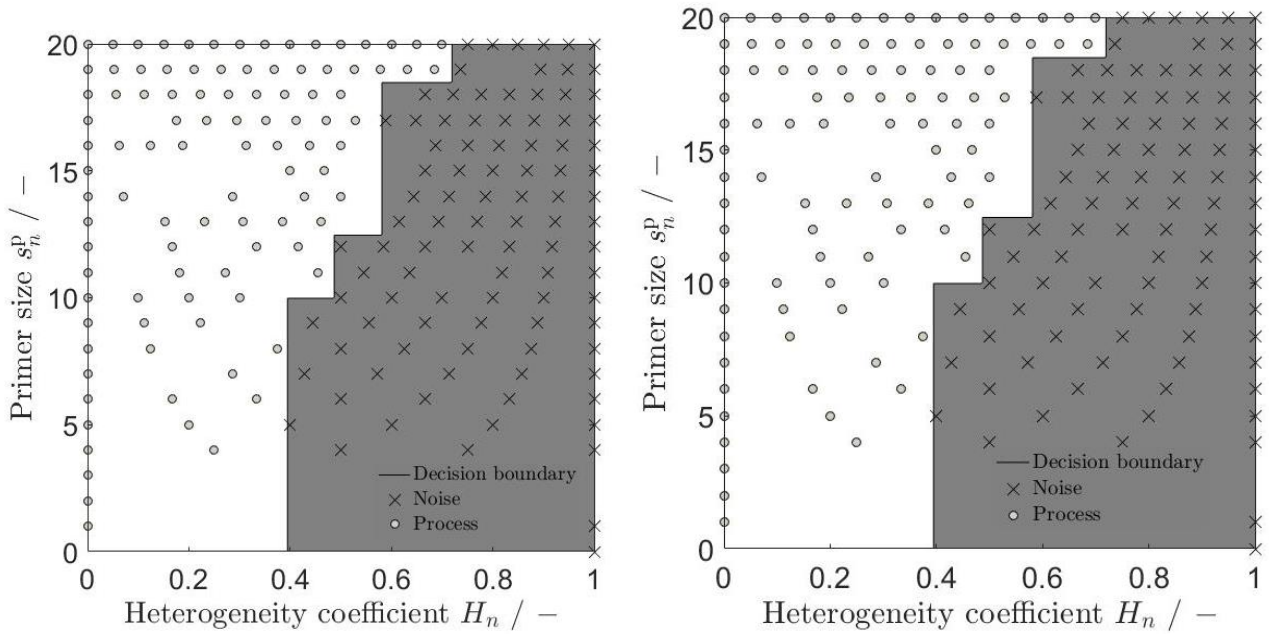 20
15
10
5
0
Primer size s_n^p / −
Decision boundary
Noise
Process
0 0.2 0.4 0.6 0.8 1
Heterogeneity coefficient H_n / −
20
15
10
5
0
Primer size s_n^p / −
Decision boundary
Noise
Process
0 0.2 0.4 0.6 0.8 1
Heterogeneity coefficient H_n / −